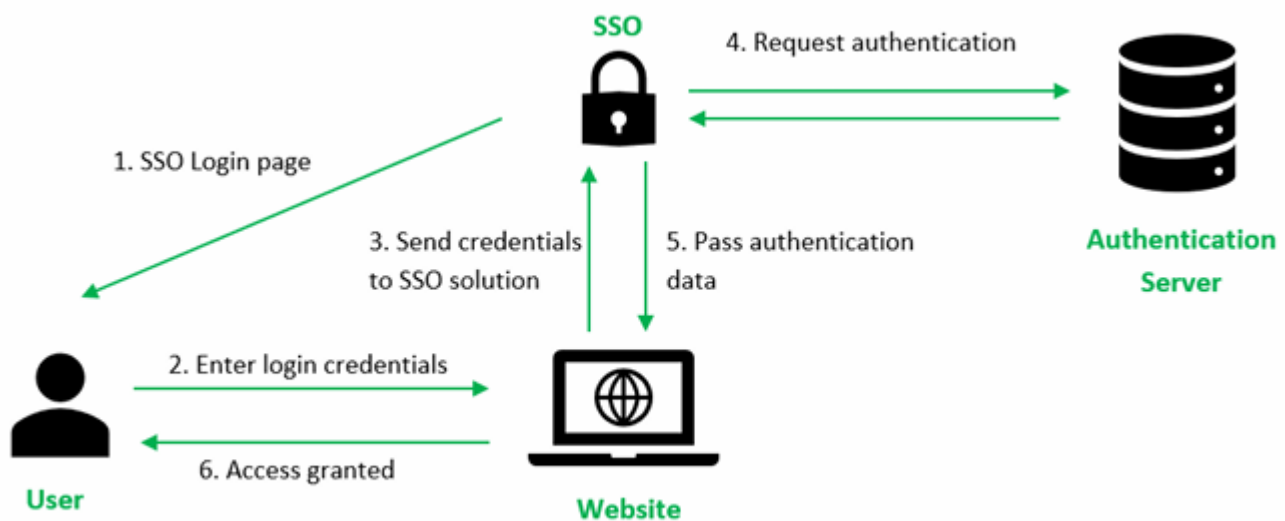 SSO
4. Request authentication
1. SSO Login page
3. Send credentials
to SSO solution
5. Pass authentication
data
Authentication
Server
2. Enter login credentials
6. Access granted
User
Website